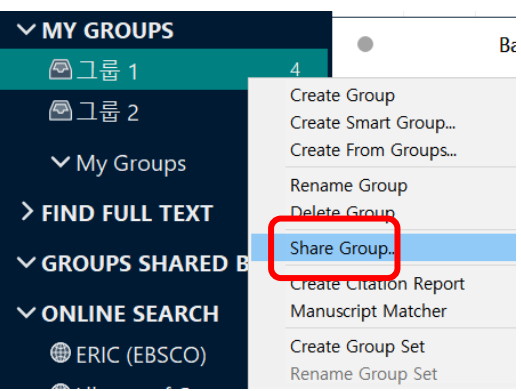 MY GROUPS
그룹 1 4
그룹 2
My Groups
FIND FULL TEXT
GROUPS SHARED B
ONLINE SEARCH
ERIC (EBSCO)
Ba
Create Group
Create Smart Group...
Create From Groups...
Rename Group
Delete Group
Share Group...
Create Citation Report
Manuscript Matcher
Create Group Set
Rename Group Set